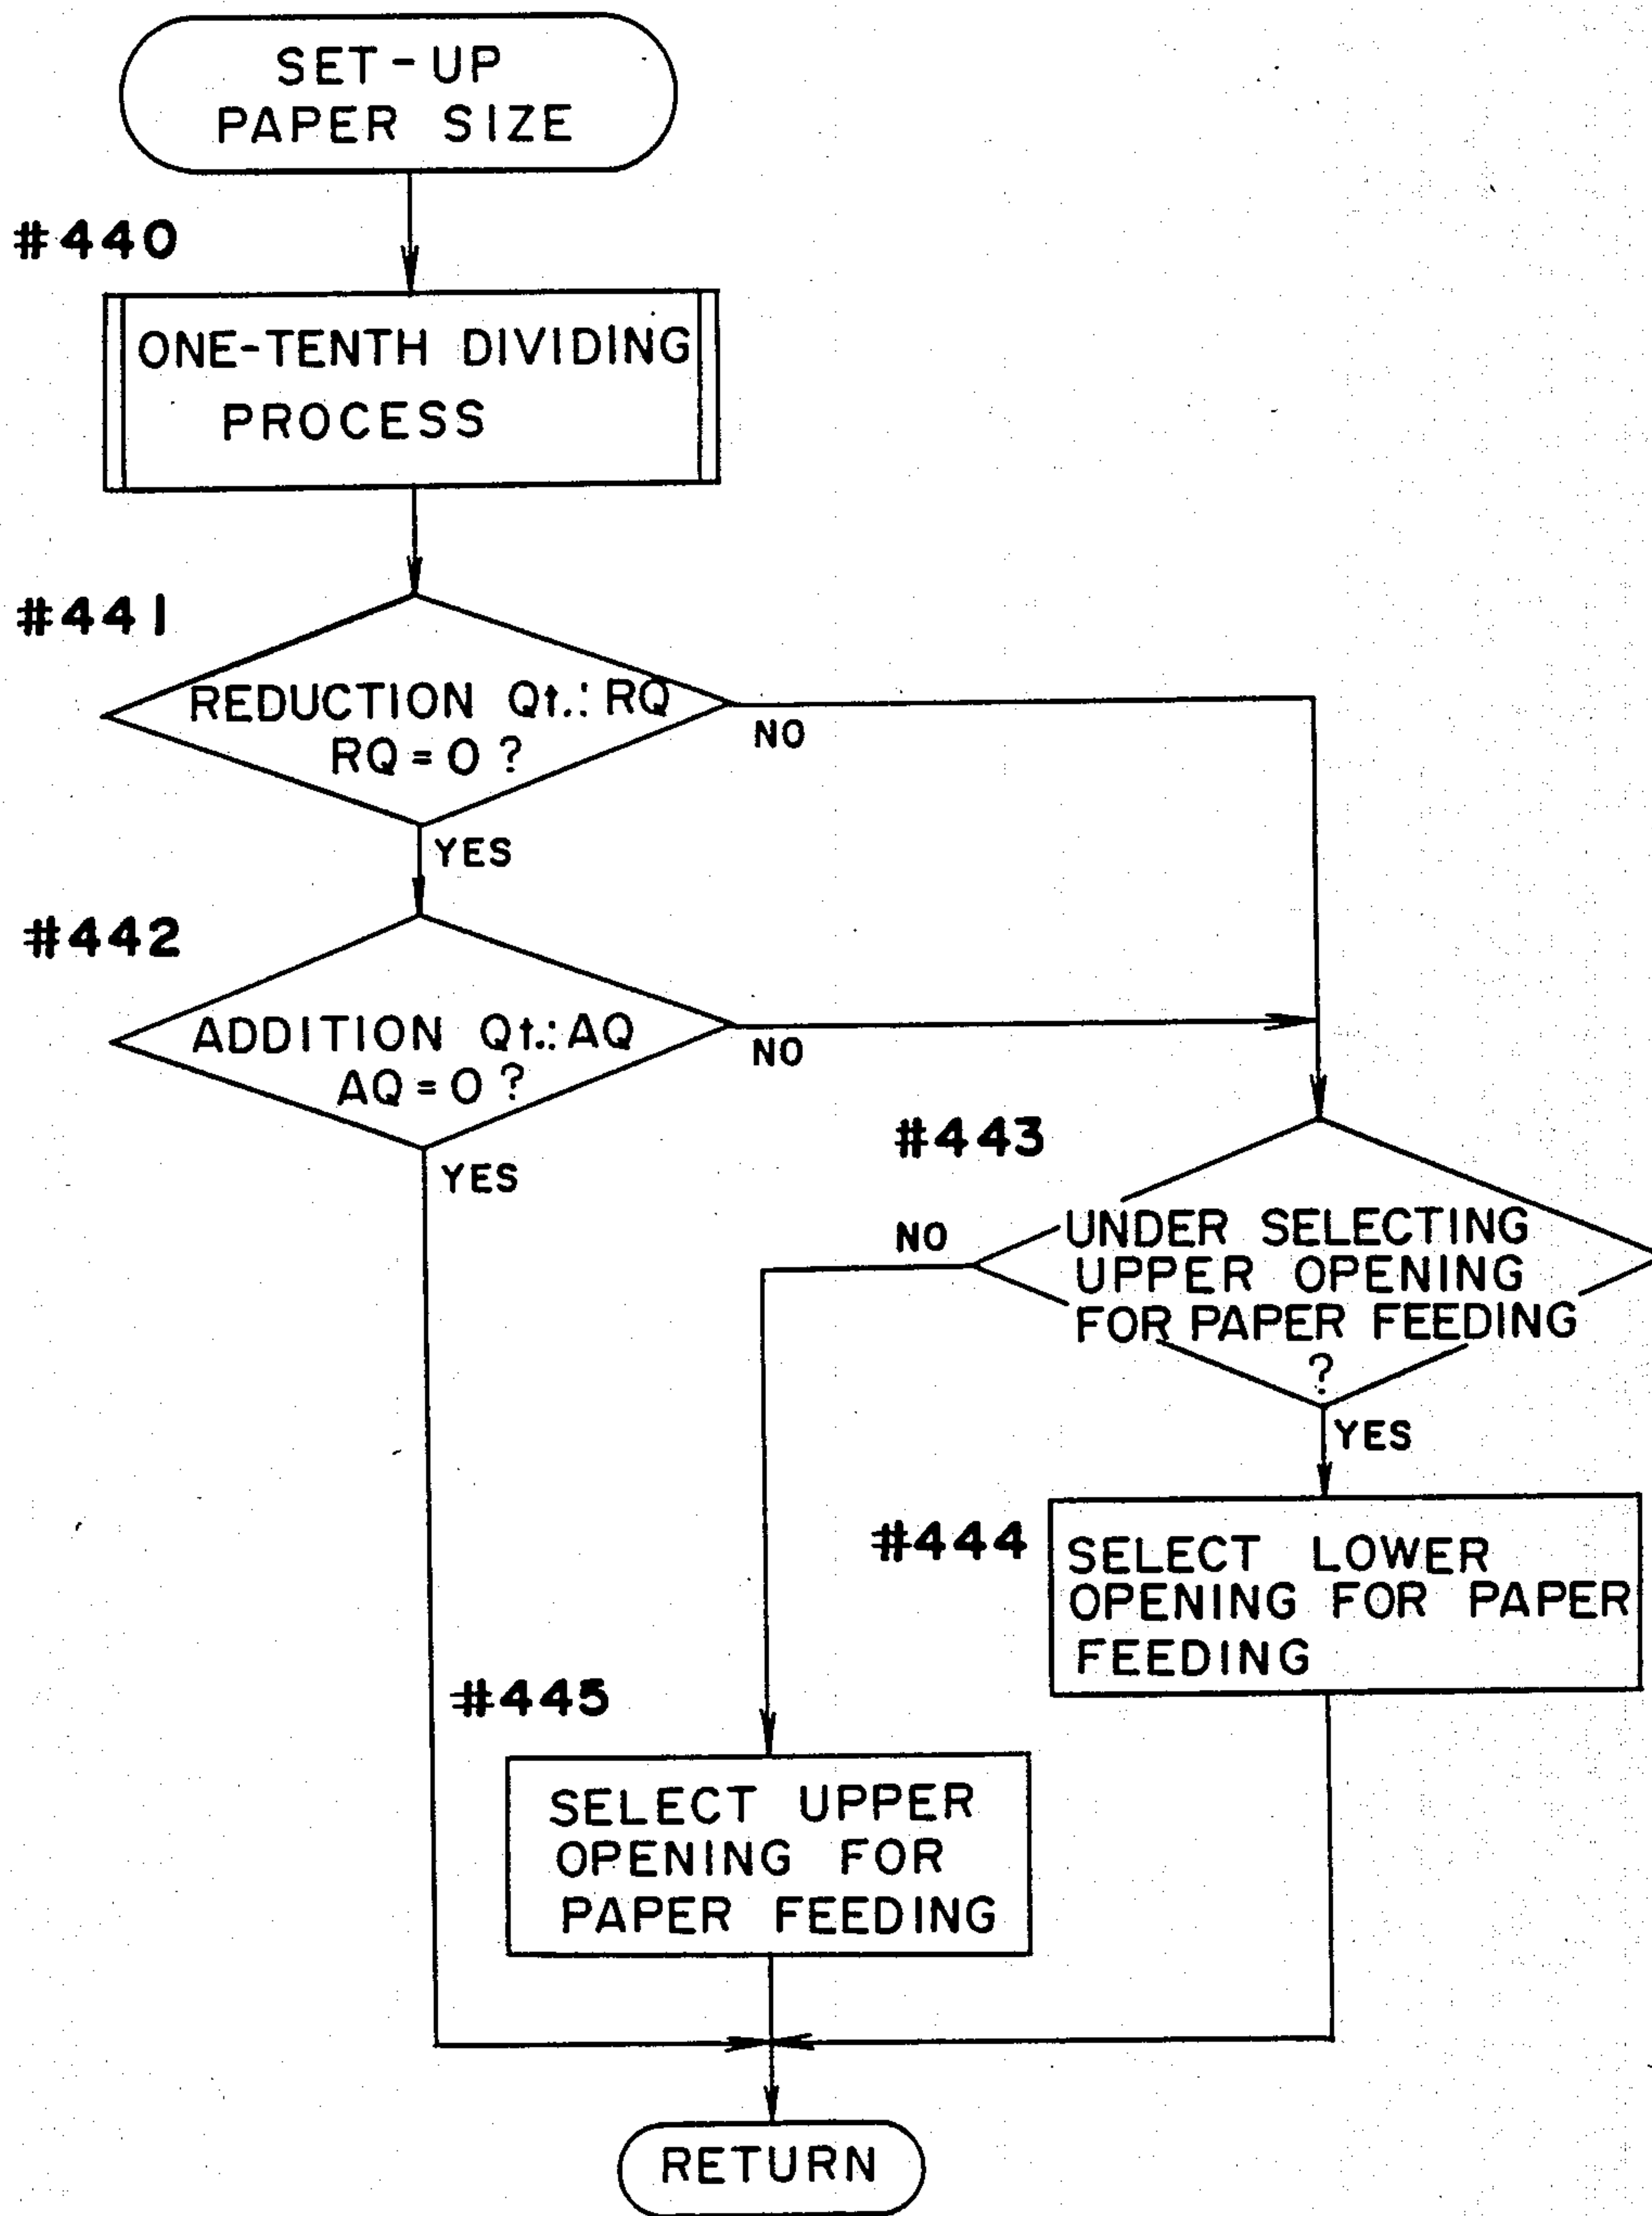 SET-UP
PAPER SIZE
#440
ONE-TENTH DIVIDING
PROCESS
#441
REDUCTION Qt.: RQ
RQ = 0 ?
NO
YES
#442
ADDITION Qt.: AQ
AQ = 0 ?
NO
YES
#443
NO
UNDER SELECTING
UPPER OPENING
FOR PAPER FEEDING
?
YES
#444
SELECT LOWER
OPENING FOR PAPER
FEEDING
#445
SELECT UPPER
OPENING FOR
PAPER FEEDING
RETURN